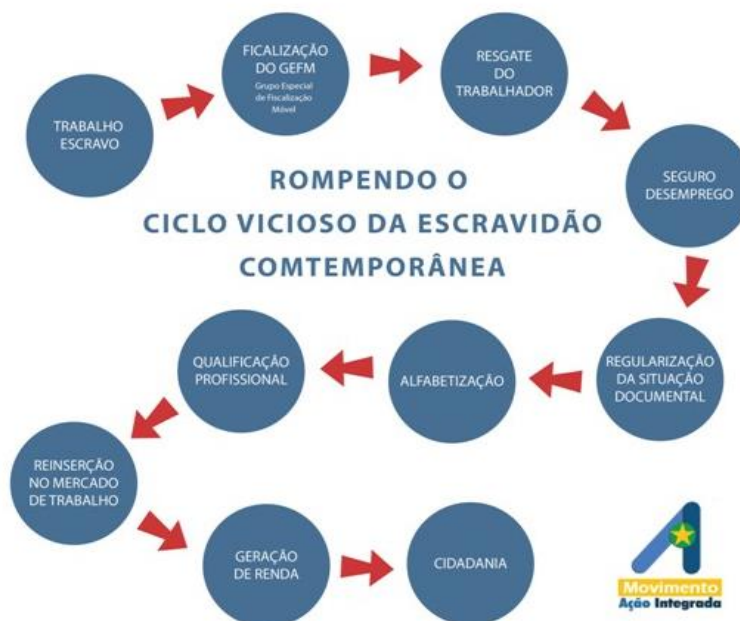 TRABALHO
ESCRAVO
FICALIZAÇÃO
DO GEFM
Grupo Especial
de Fiscalização
Móvel
RESGATE
DO
TRABALHADOR
SEGURO
DESEMPREGO
ROMPENDO O
CICLO VICIOSO DA ESCRAVIDÃO
COMTEMPORÂNEA
REGULARIZAÇÃO
DA SITUAÇÃO
DOCUMENTAL
ALFABETIZAÇÃO
QUALIFICAÇÃO
PROFISSIONAL
REINSERÇÃO
NO MERCADO
DE TRABALHO
GERAÇÃO
DE RENDA
CIDADANIA
Movimento
Ação Integrada